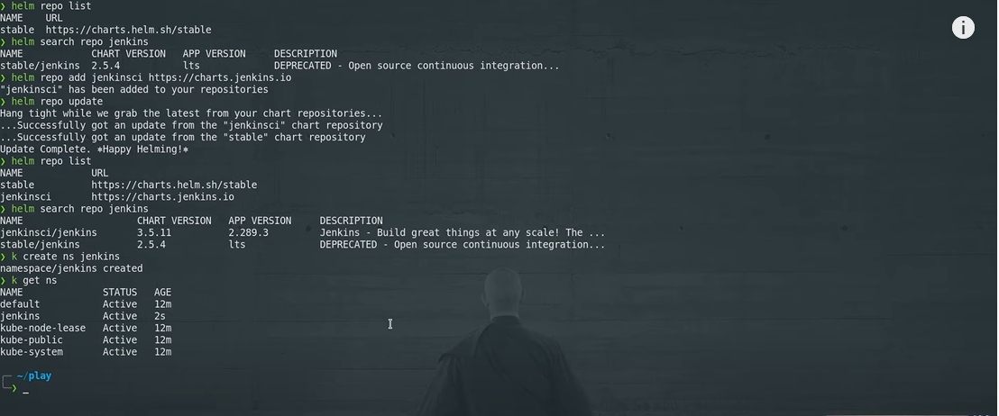 ❯ helm repo list
NAME    URL
stable  https://charts.helm.sh/stable
❯ helm search repo jenkins
NAME            CHART VERSION   APP VERSION     DESCRIPTION
stable/jenkins  2.5.4           lts             DEPRECATED - Open source continuous integration...
❯ helm repo add jenkinsci https://charts.jenkins.io
"jenkinsci" has been added to your repositories
❯ helm repo update
Hang tight while we grab the latest from your chart repositories...
...Successfully got an update from the "jenkinsci" chart repository
...Successfully got an update from the "stable" chart repository
Update Complete. ⎈Happy Helming!⎈
❯ helm repo list
NAME            URL
stable          https://charts.helm.sh/stable
jenkinsci       https://charts.jenkins.io
❯ helm search repo jenkins
NAME                    CHART VERSION   APP VERSION     DESCRIPTION
jenkinsci/jenkins       3.5.11          2.289.3         Jenkins - Build great things at any scale! The ...
stable/jenkins          2.5.4           lts             DEPRECATED - Open source continuous integration...
❯ k create ns jenkins
namespace/jenkins created
❯ k get ns
NAME              STATUS   AGE
default           Active   12m
jenkins           Active   2s
kube-node-lease   Active   12m
kube-public       Active   12m
kube-system       Active   12m
~/play
❯ _